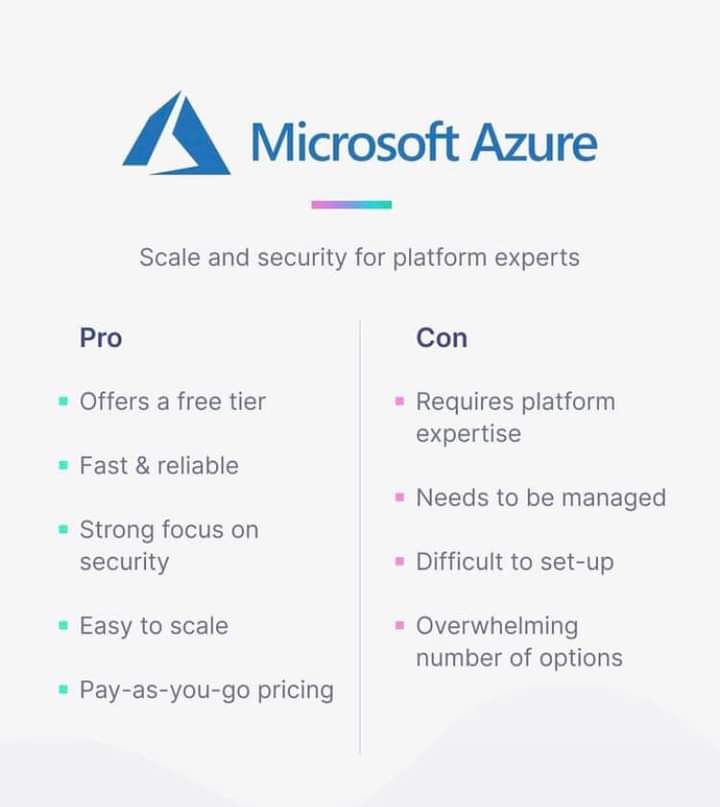 Microsoft Azure
Scale and security for platform experts
Pro
Offers a free tier
Fast & reliable
Strong focus on
security
Easy to scale
Pay-as-you-go pricing
Con
Requires platform
expertise
Needs to be managed
Difficult to set-up
Overwhelming
number of options